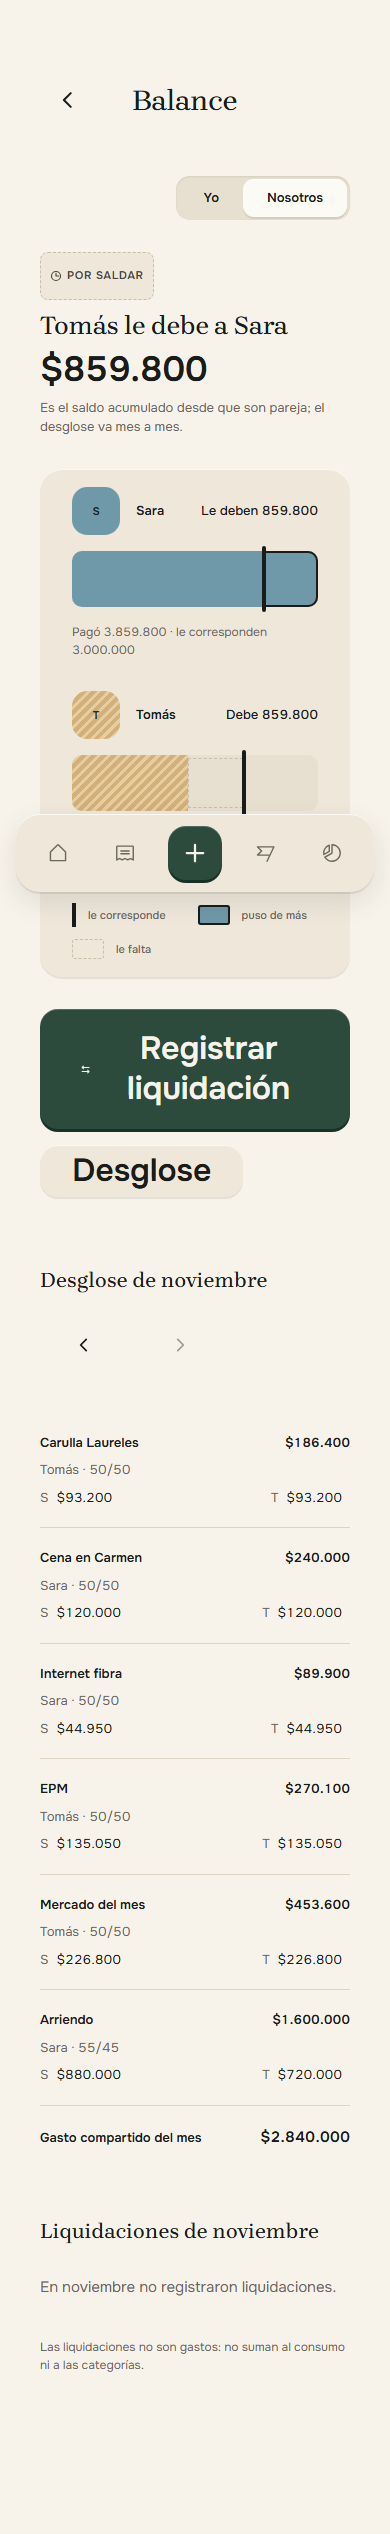 Balance
Yo Nosotros
POR SALDAR
Tomás le debe a Sara
$859.800
Es el saldo acumulado desde que son pareja; el
desglose va mes a mes.
S Sara Le deben 859.800
Pagó 3.859.800 · le corresponden
3.000.000
T Tomás Debe 859.800
le corresponde puso de más
le falta
Registrar
liquidación
Desglose
Desglose de noviembre
Carulla Laureles $186.400
Tomás · 50/50
S $93.200 T $93.200
Cena en Carmen $240.000
Sara · 50/50
S $120.000 T $120.000
Internet fibra $89.900
Sara · 50/50
S $44.950 T $44.950
EPM $270.100
Tomás · 50/50
S $135.050 T $135.050
Mercado del mes $453.600
Tomás · 50/50
S $226.800 T $226.800
Arriendo $1.600.000
Sara · 55/45
S $880.000 T $720.000
Gasto compartido del mes $2.840.000
Liquidaciones de noviembre
En noviembre no registraron liquidaciones.
Las liquidaciones no son gastos: no suman al consumo
ni a las categorías.